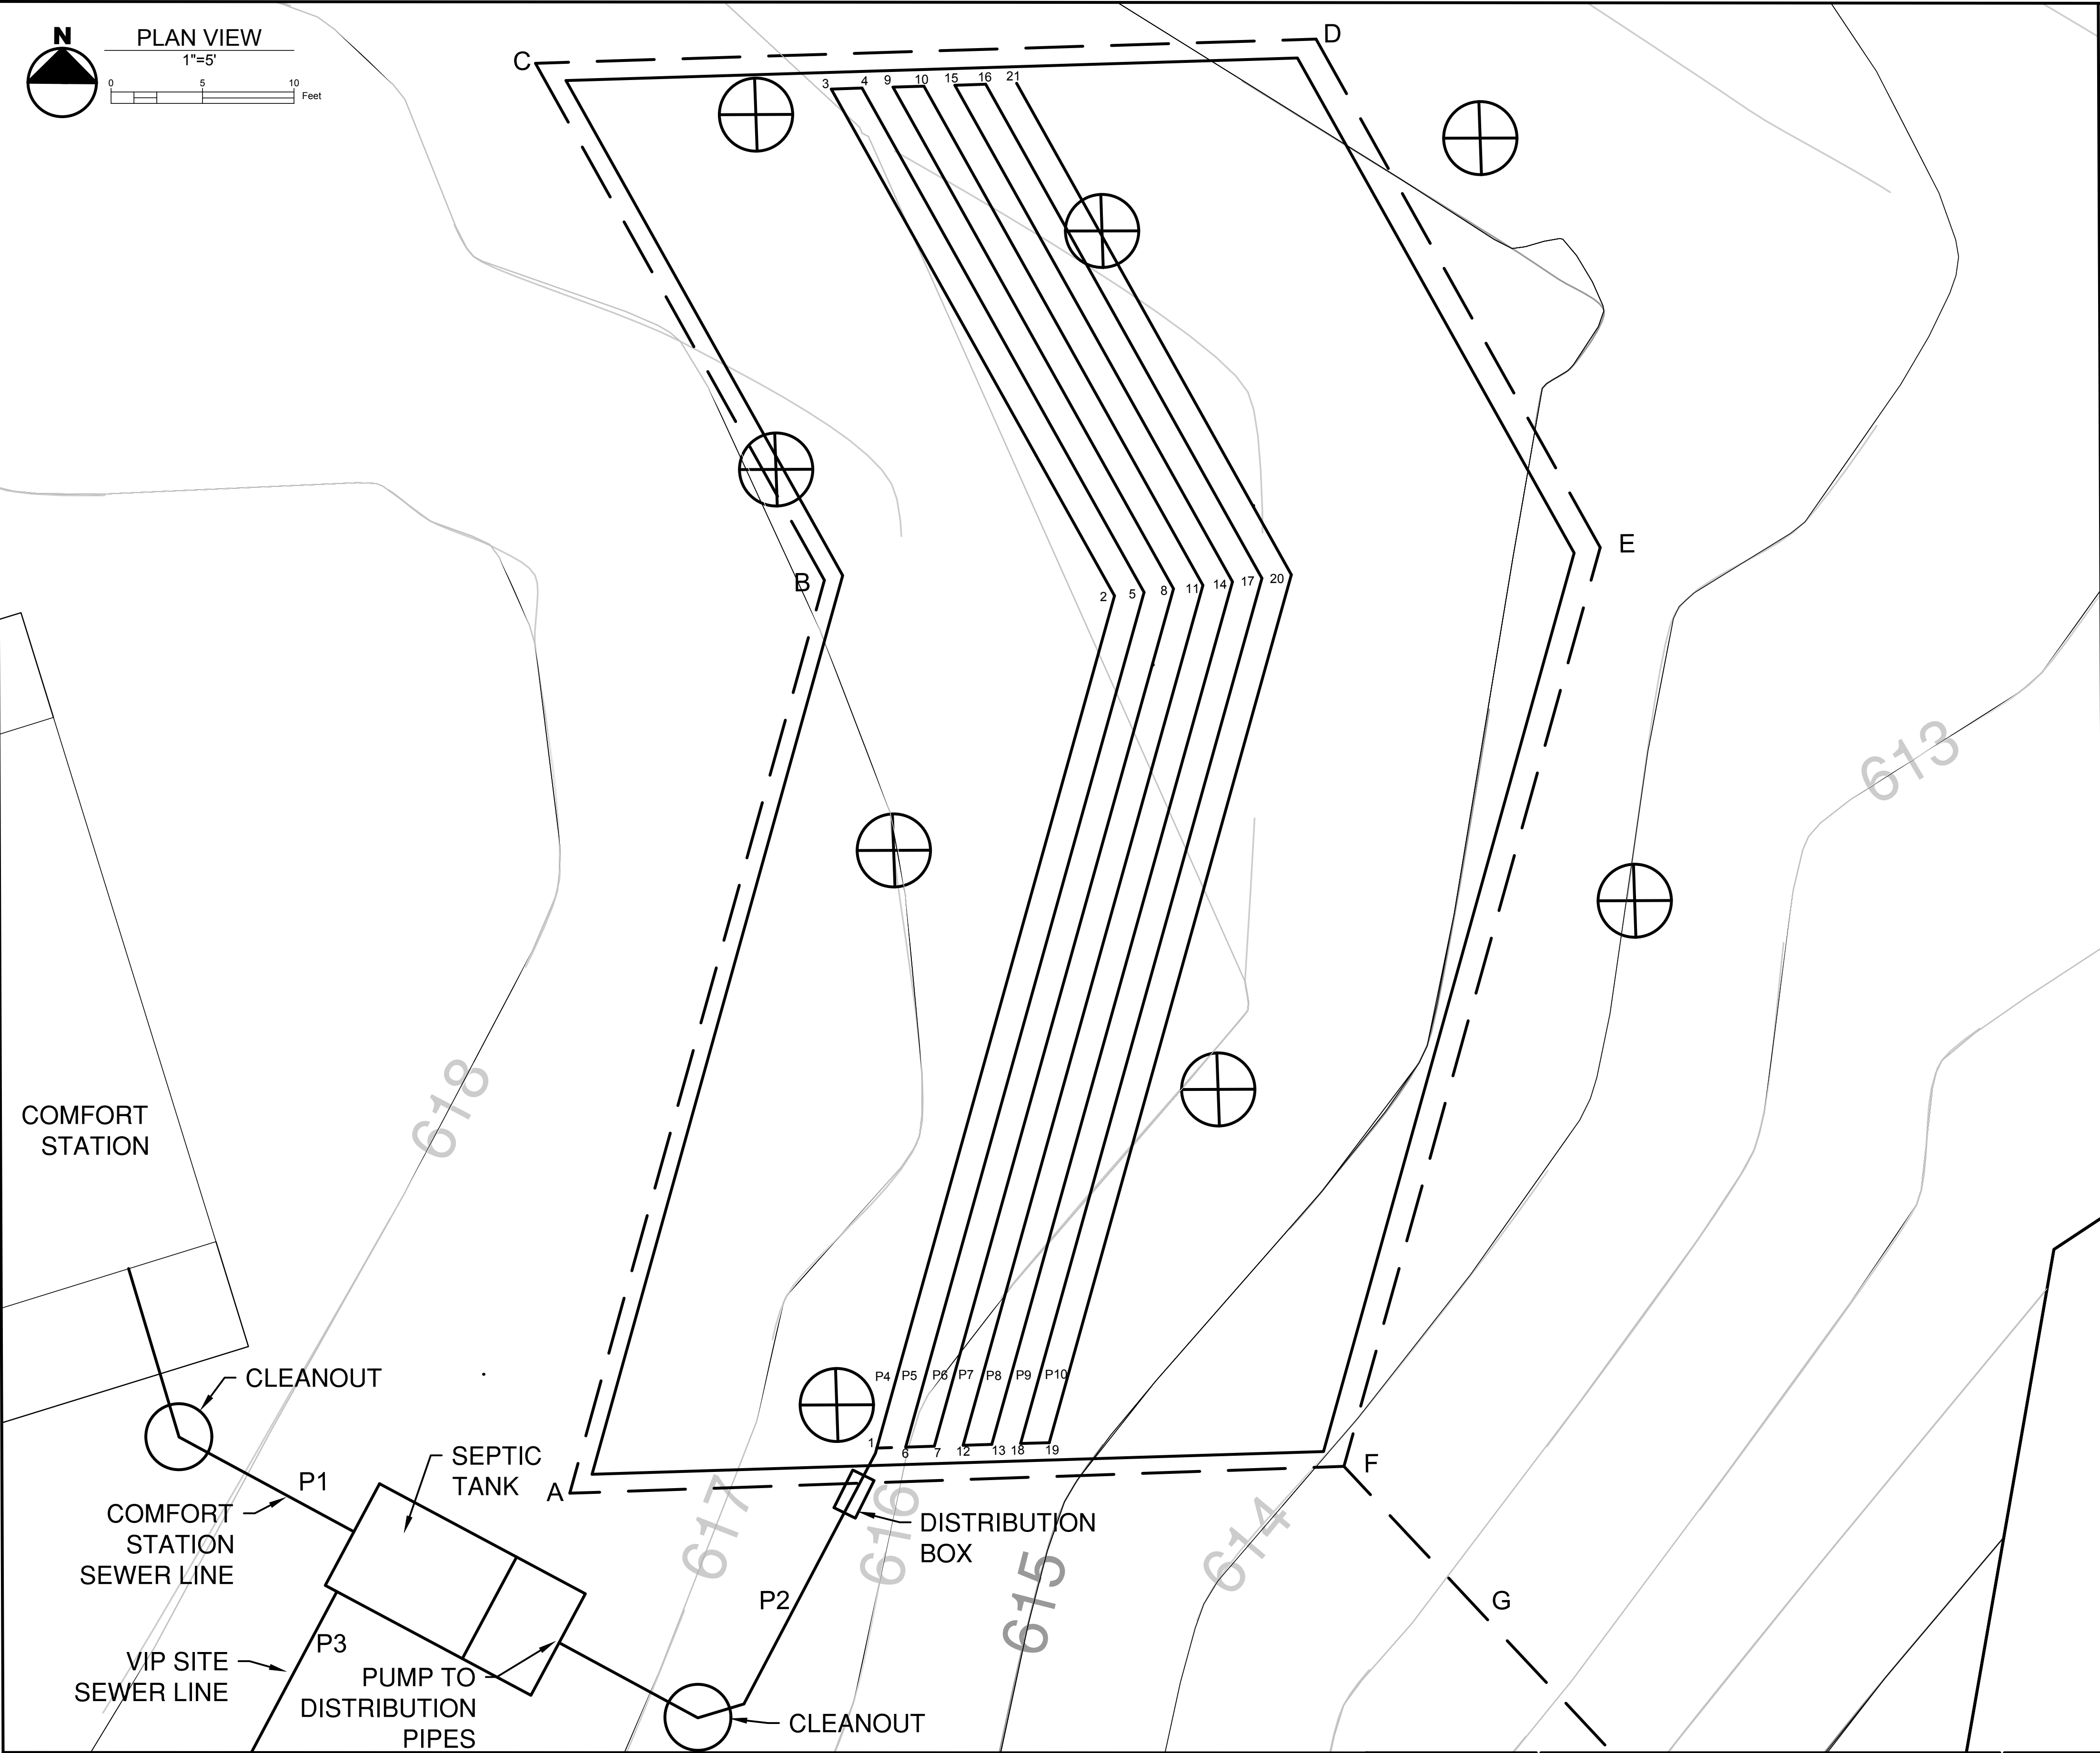 N
PLAN VIEW
1"=5'
0 5 10
Feet
C
D
3 4 9 10 15 16 21
B
E
2 5 8 11 14 17 20
613
618
COMFORT
STATION
P4 P5 P6 P7 P8 P9 P10
1 6 7 12 13 18 19
CLEANOUT
P1
SEPTIC
TANK
A
F
COMFORT
STATION
SEWER LINE
617
616
615
614
DISTRIBUTION
BOX
P2
G
P3
VIP SITE
SEWER LINE
PUMP TO
DISTRIBUTION
PIPES
CLEANOUT